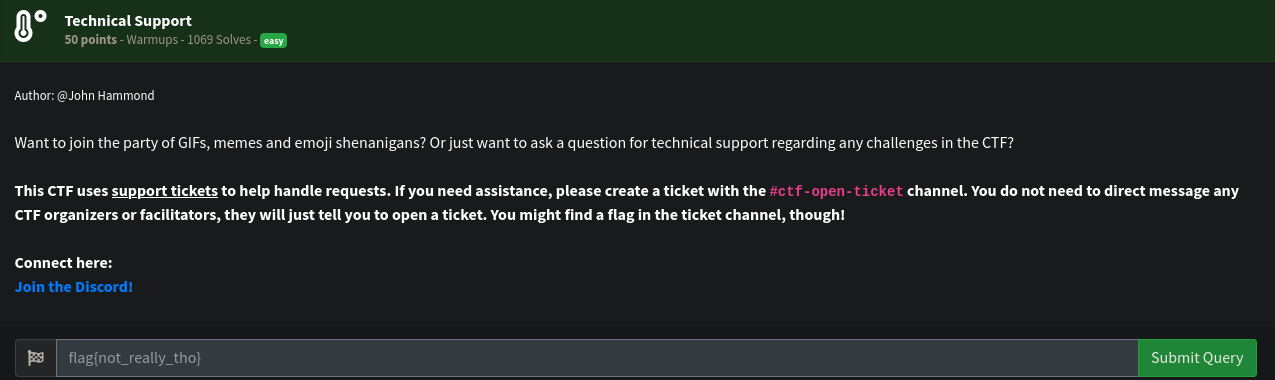 Technical Support
50 points - Warmups - 1069 Solves - easy
Author: @John Hammond
Want to join the party of GIFs, memes and emoji shenanigans? Or just want to ask a question for technical support regarding any challenges in the CTF?
This CTF uses support tickets to help handle requests. If you need assistance, please create a ticket with the #ctf-open-ticket channel. You do not need to direct message any
CTF organizers or facilitators, they will just tell you to open a ticket. You might find a flag in the ticket channel, though!
Connect here:
Join the Discord!
flag{not_really_tho}
Submit Query